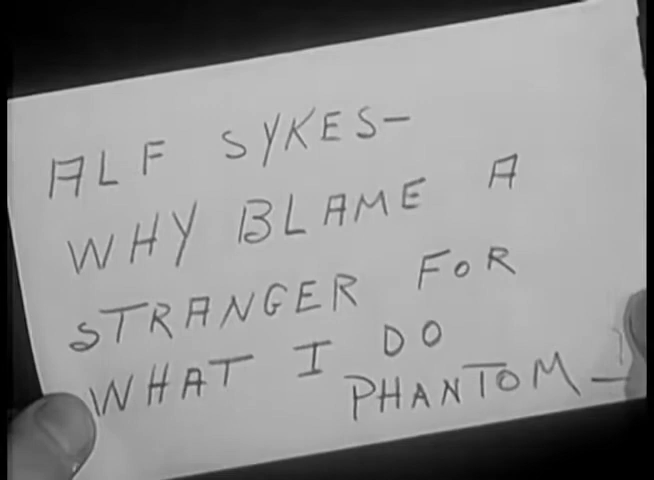 ALF SYKES—
WHY BLAME A
STRANGER FOR
WHAT I DO
PHANTOM—